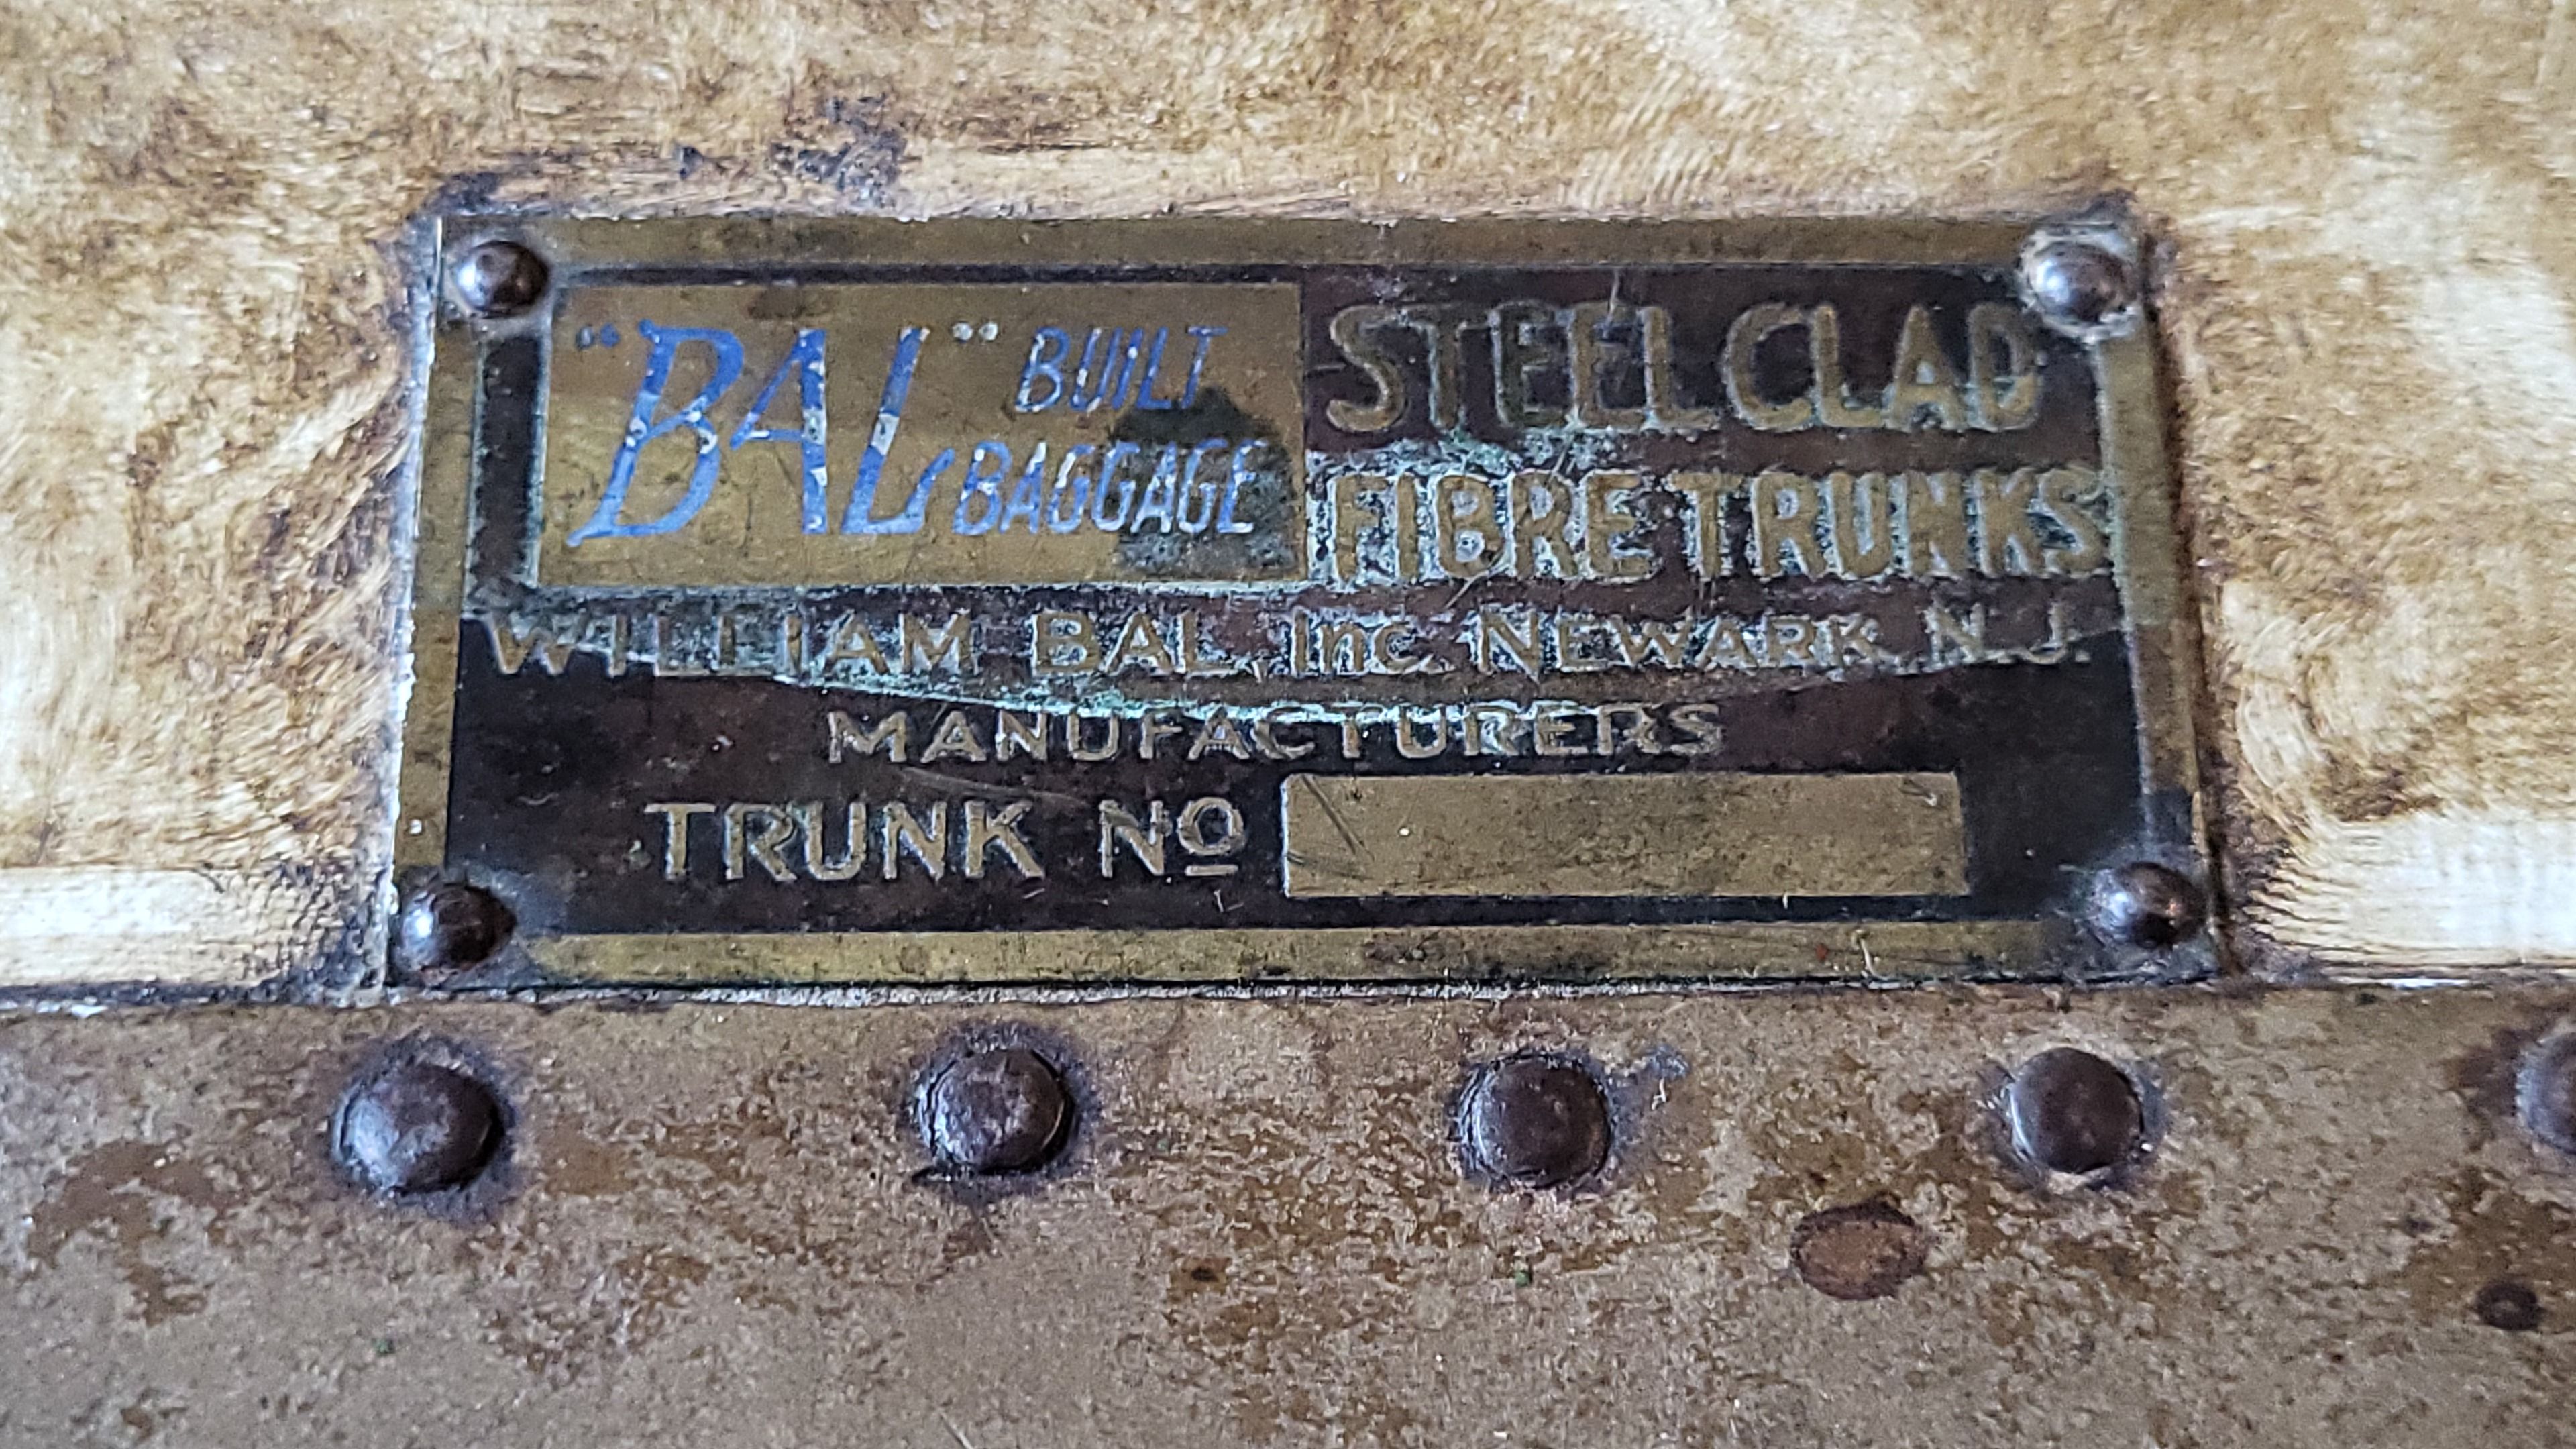 "BAL" BUILT BAGGAGE
STEEL CLAD
FIBRE TRUNKS
WILLIAM BAL, Inc. NEWARK, N.J.
MANUFACTURERS
TRUNK No